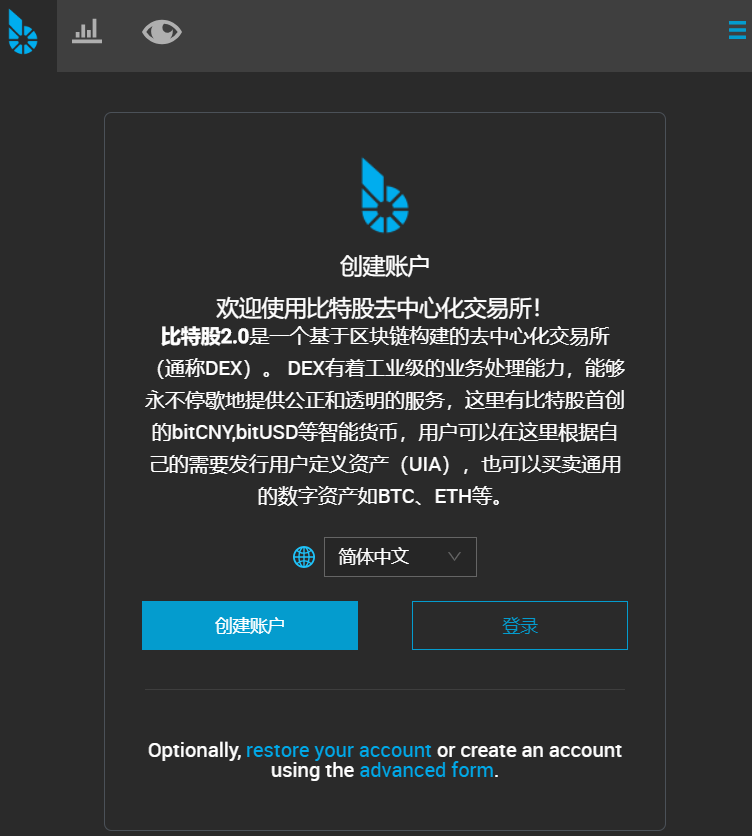 创建账户
欢迎使用比特股去中心化交易所！
比特股2.0是一个基于区块链构建的去中心化交易所
（通称DEX）。 DEX有着工业级的业务处理能力，能够
永不停歇地提供公正和透明的服务，这里有比特股首创
的bitCNY,bitUSD等智能货币，用户可以在这里根据自
己的需要发行用户定义资产（UIA），也可以买卖通用
的数字资产如BTC、ETH等。
简体中文
创建账户
登录
Optionally, restore your account or create an account
using the advanced form.